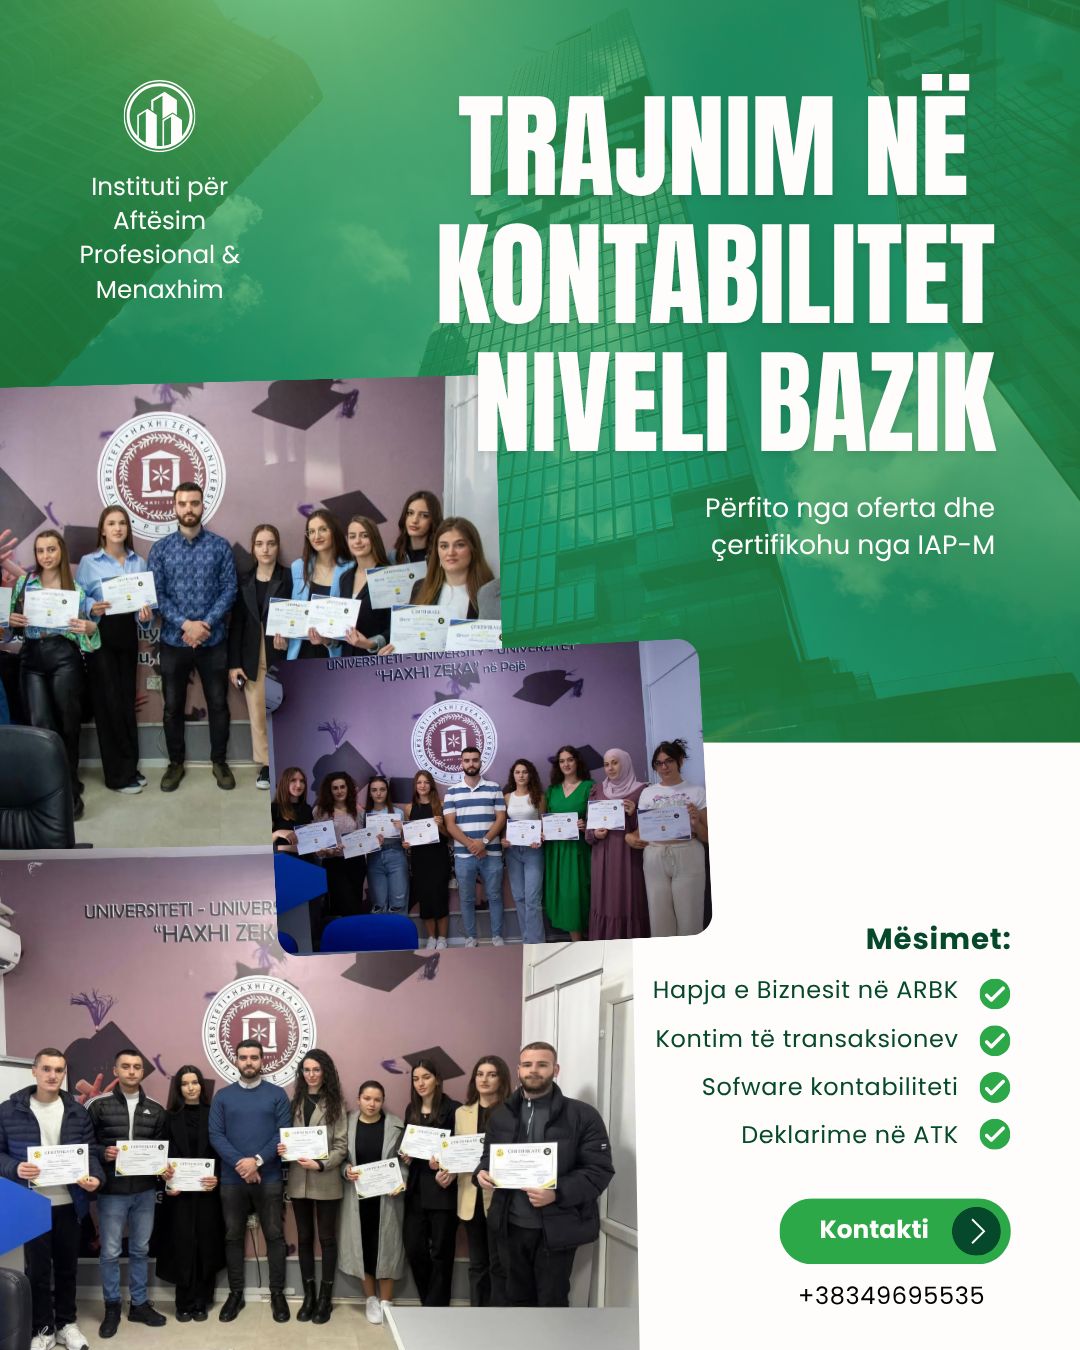 Instituti për
Aftësim
Profesional &
Menaxhim
TRAJNIM NË
KONTABILITET
NIVELI BAZIK
Përfito nga oferta dhe
çertifikohu nga IAP-M
UNIVERSITETI - UNIVERSITY - UNIVERZITET
"HAXHI ZEKA" në Pejë
UNIVERSITETI - UNIVERS
"HAXHI ZEK
Mësimet:
Hapja e Biznesit në ARBK
Kontim të transaksionev
Sofware kontabiliteti
Deklarime në ATK
Kontakti
+38349695535